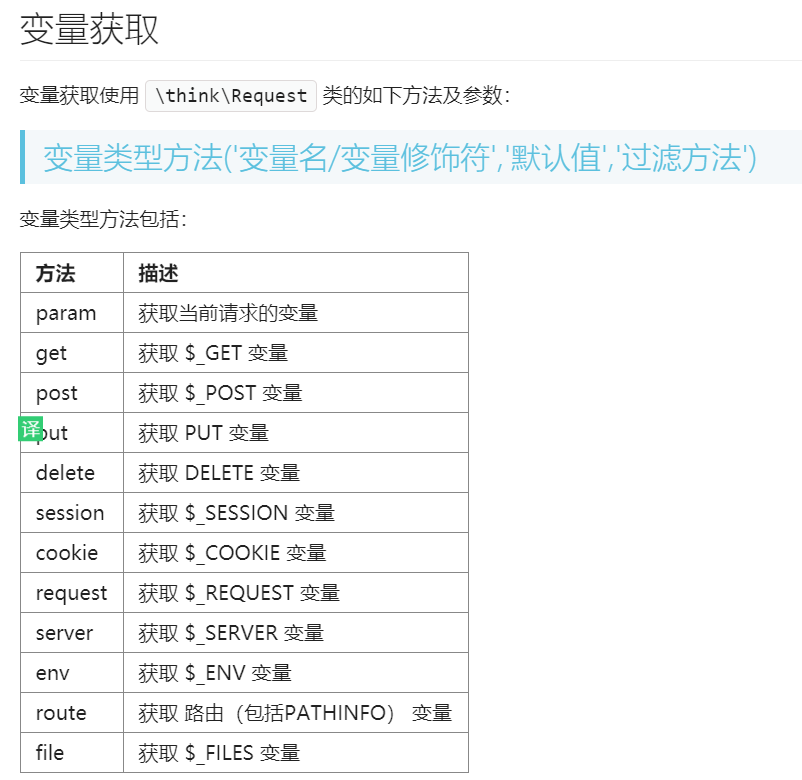 变量获取
变量获取使用 \think\Request 类的如下方法及参数：
变量类型方法('变量名/变量修饰符','默认值','过滤方法')
变量类型方法包括：
方法 描述
param 获取当前请求的变量
get 获取 $_GET 变量
post 获取 $_POST 变量
译 put 获取 PUT 变量
delete 获取 DELETE 变量
session 获取 $_SESSION 变量
cookie 获取 $_COOKIE 变量
request 获取 $_REQUEST 变量
server 获取 $_SERVER 变量
env 获取 $_ENV 变量
route 获取 路由（包括PATHINFO） 变量
file 获取 $_FILES 变量